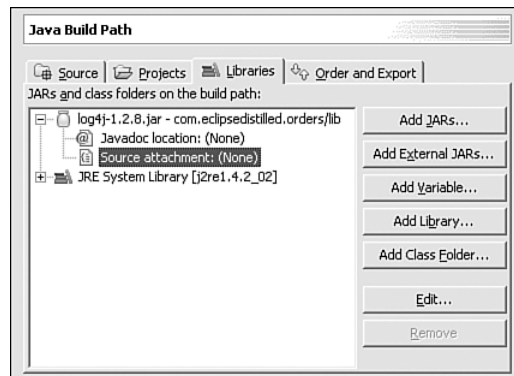 Java Build Path
Source Projects Libraries Order and Export
JARs and class folders on the build path:
log4j-1.2.8.jar - com.eclipsedistilled.orders/lib
Javadoc location: (None)
Source attachment: (None)
JRE System Library [j2re1.4.2_02]
Add JARs...
Add External JARs...
Add Variable...
Add Library...
Add Class Folder...
Edit...
Remove